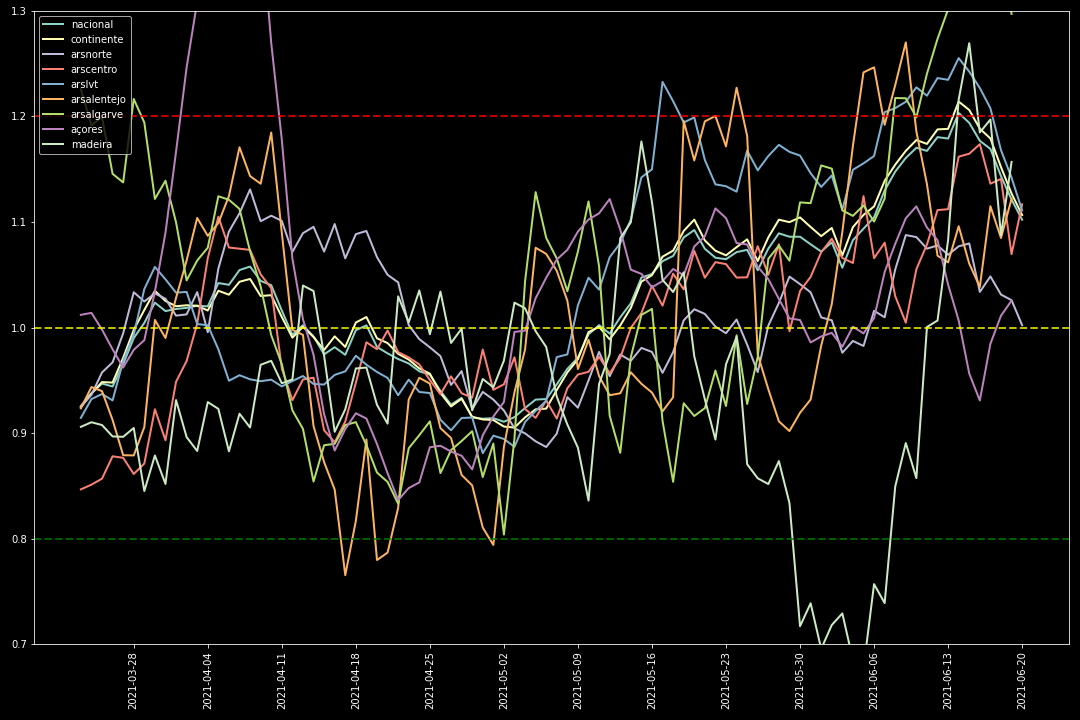 1.3
1.2
1.1
1.0
0.9
0.8
0.7
nacional
continente
arsnorte
arscentro
arslvt
arsalentejo
arsalgarve
açores
madeira
2021-03-28
2021-04-04
2021-04-11
2021-04-18
2021-04-25
2021-05-02
2021-05-09
2021-05-16
2021-05-23
2021-05-30
2021-06-06
2021-06-13
2021-06-20